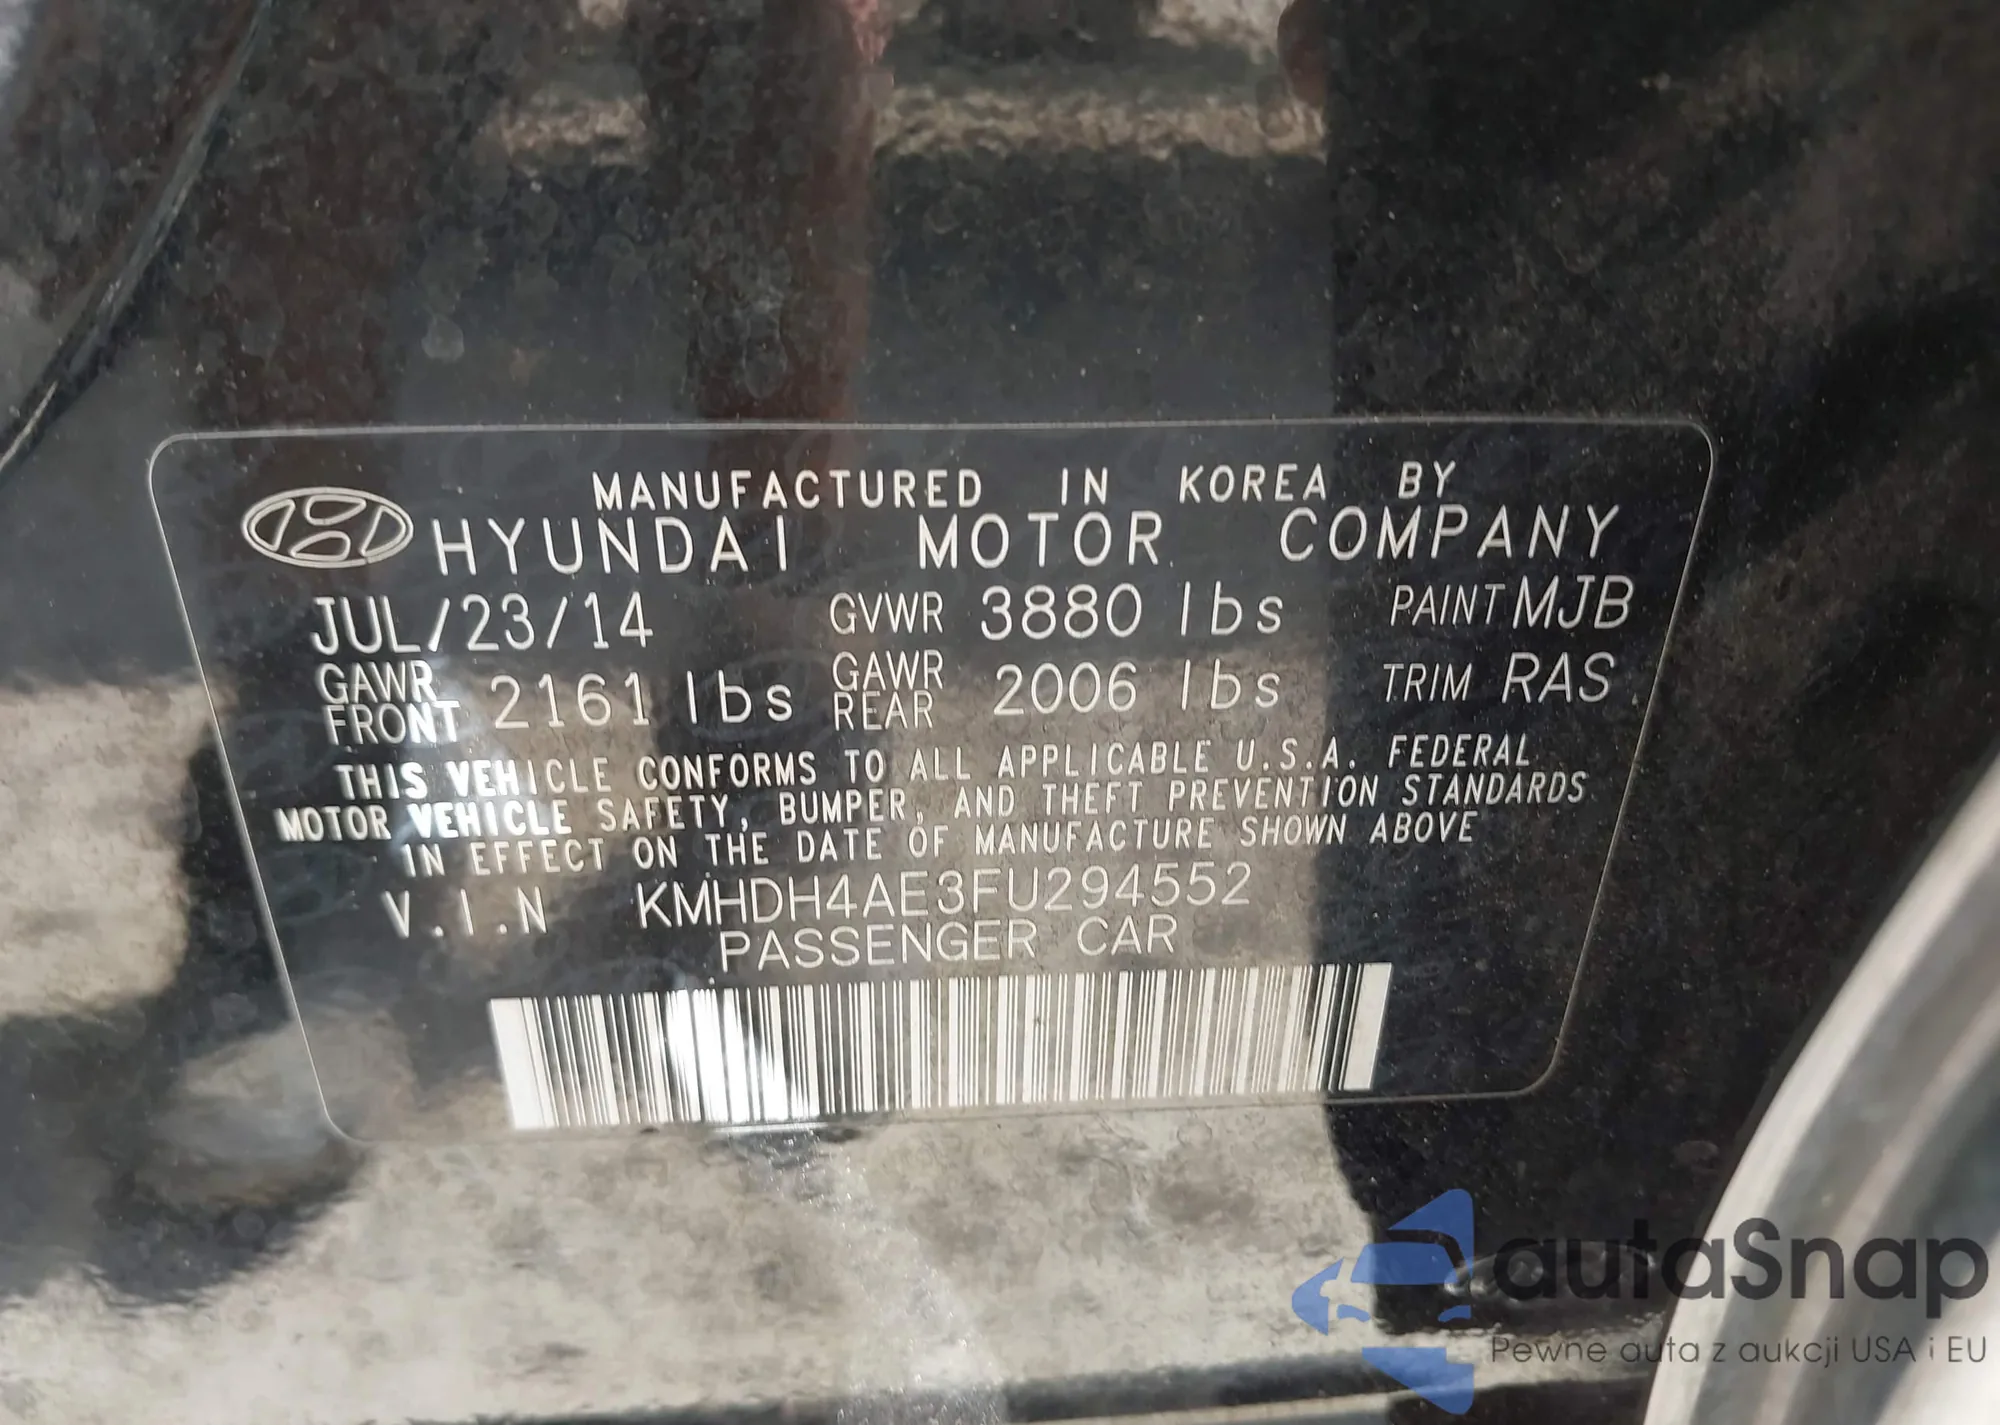 MANUFACTURED IN KOREA BY
HYUNDAI MOTOR COMPANY
JUL/23/14 GVWR 3880 lbs PAINT MJB
GAWR FRONT 2161 lbs GAWR REAR 2006 lbs TRIM RAS
THIS VEHICLE CONFORMS TO ALL APPLICABLE U.S.A. FEDERAL
MOTOR VEHICLE SAFETY, BUMPER, AND THEFT PREVENTION STANDARDS
IN EFFECT ON THE DATE OF MANUFACTURE SHOWN ABOVE
V.I.N KMHDH4AE3FU294552
PASSENGER CAR
autaSnap
Pewne auta z aukcji USA i EU